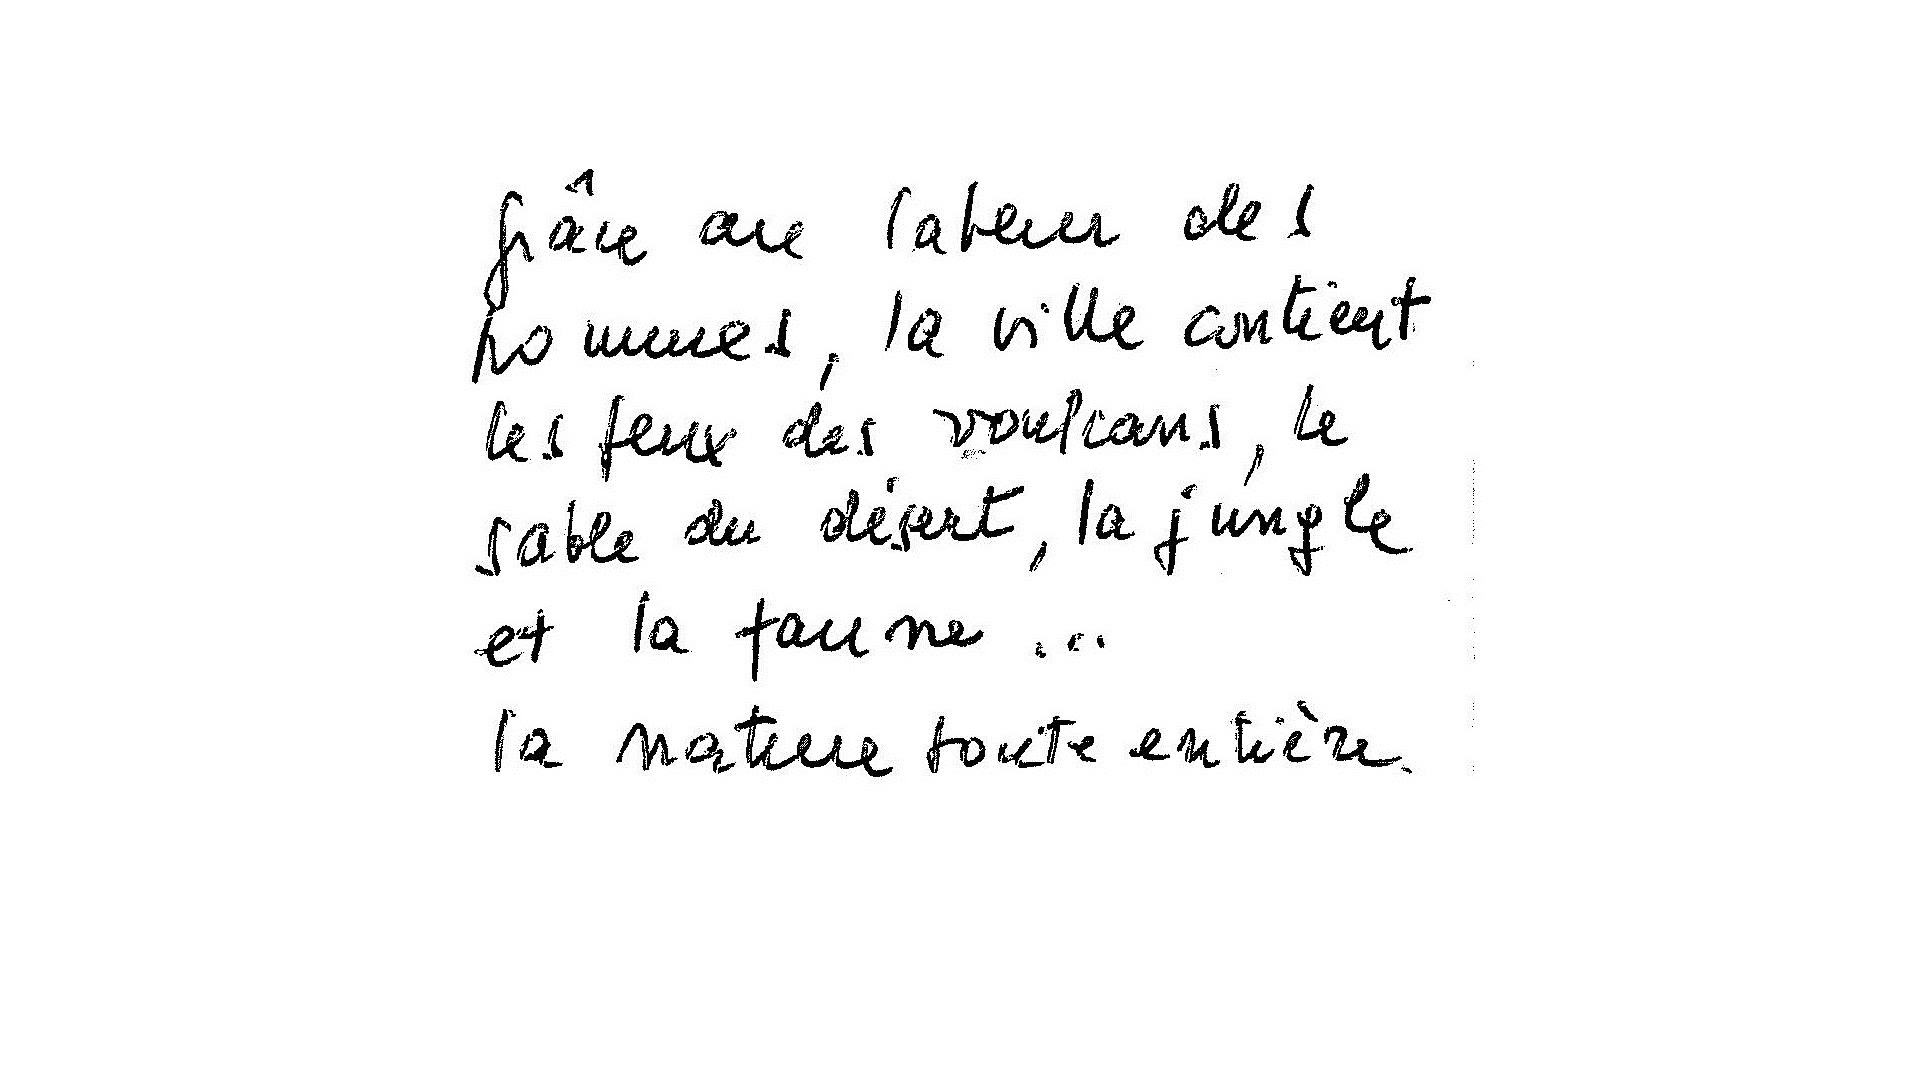 grâce au labeur des
hommes, la ville contient
les feux des voulcans, le
sable du désert, la jungle
et la faune ...
la nature toute entière.